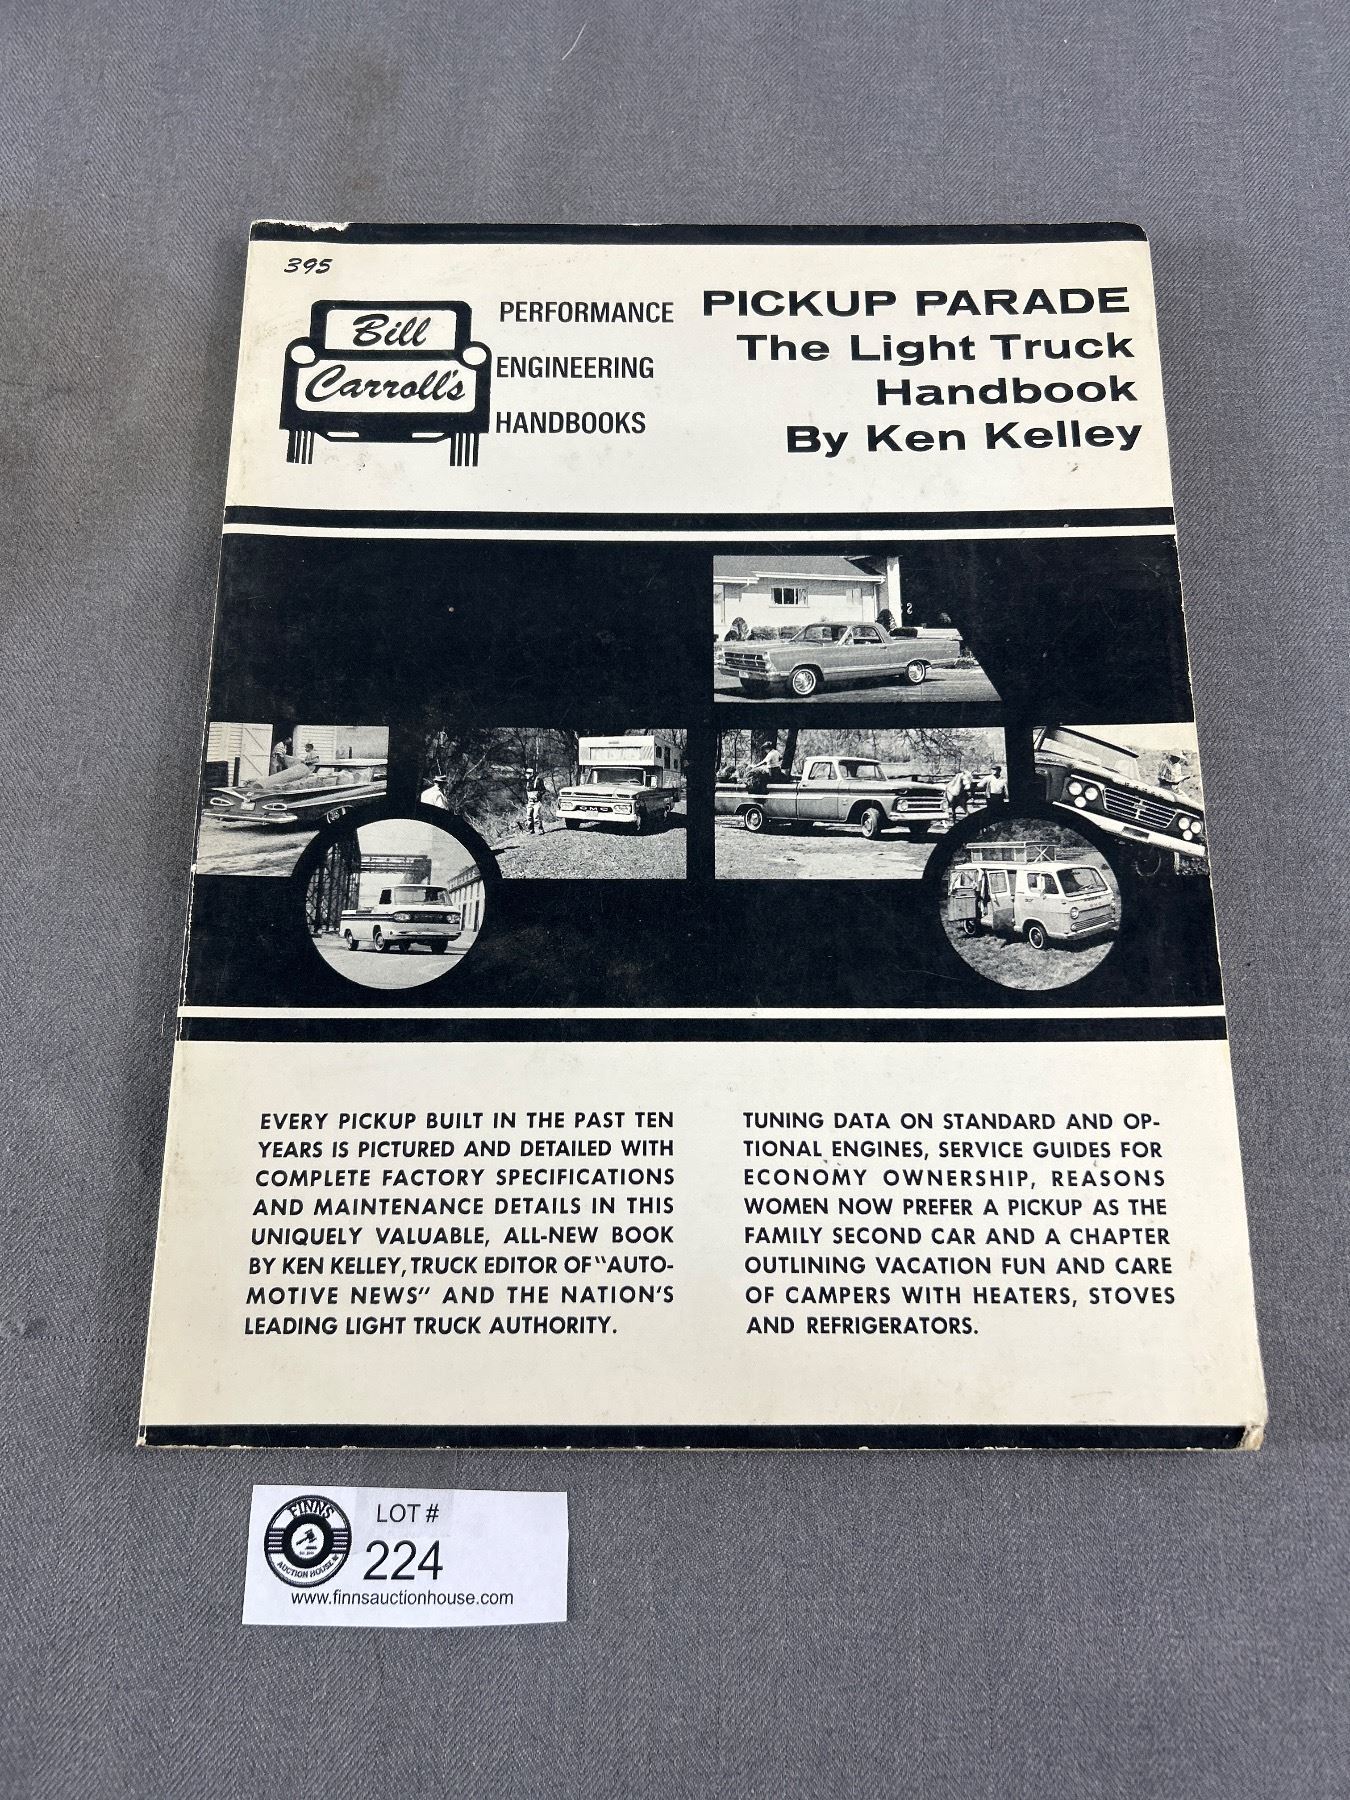 395
Bill
Carroll's
PERFORMANCE
ENGINEERING
HANDBOOKS
PICKUP PARADE
The Light Truck
Handbook
By Ken Kelley
GMC
EVERY PICKUP BUILT IN THE PAST TEN
YEARS IS PICTURED AND DETAILED WITH
COMPLETE FACTORY SPECIFICATIONS
AND MAINTENANCE DETAILS IN THIS
UNIQUELY VALUABLE, ALL-NEW BOOK
BY KEN KELLEY, TRUCK EDITOR OF "AUTO-
MOTIVE NEWS" AND THE NATION'S
LEADING LIGHT TRUCK AUTHORITY.
TUNING DATA ON STANDARD AND OP-
TIONAL ENGINES, SERVICE GUIDES FOR
ECONOMY OWNERSHIP, REASONS
WOMEN NOW PREFER A PICKUP AS THE
FAMILY SECOND CAR AND A CHAPTER
OUTLINING VACATION FUN AND CARE
OF CAMPERS WITH HEATERS, STOVES
AND REFRIGERATORS.
FINNS
AUCTION HOUSE
LOT #
224
www.finnsauctionhouse.com